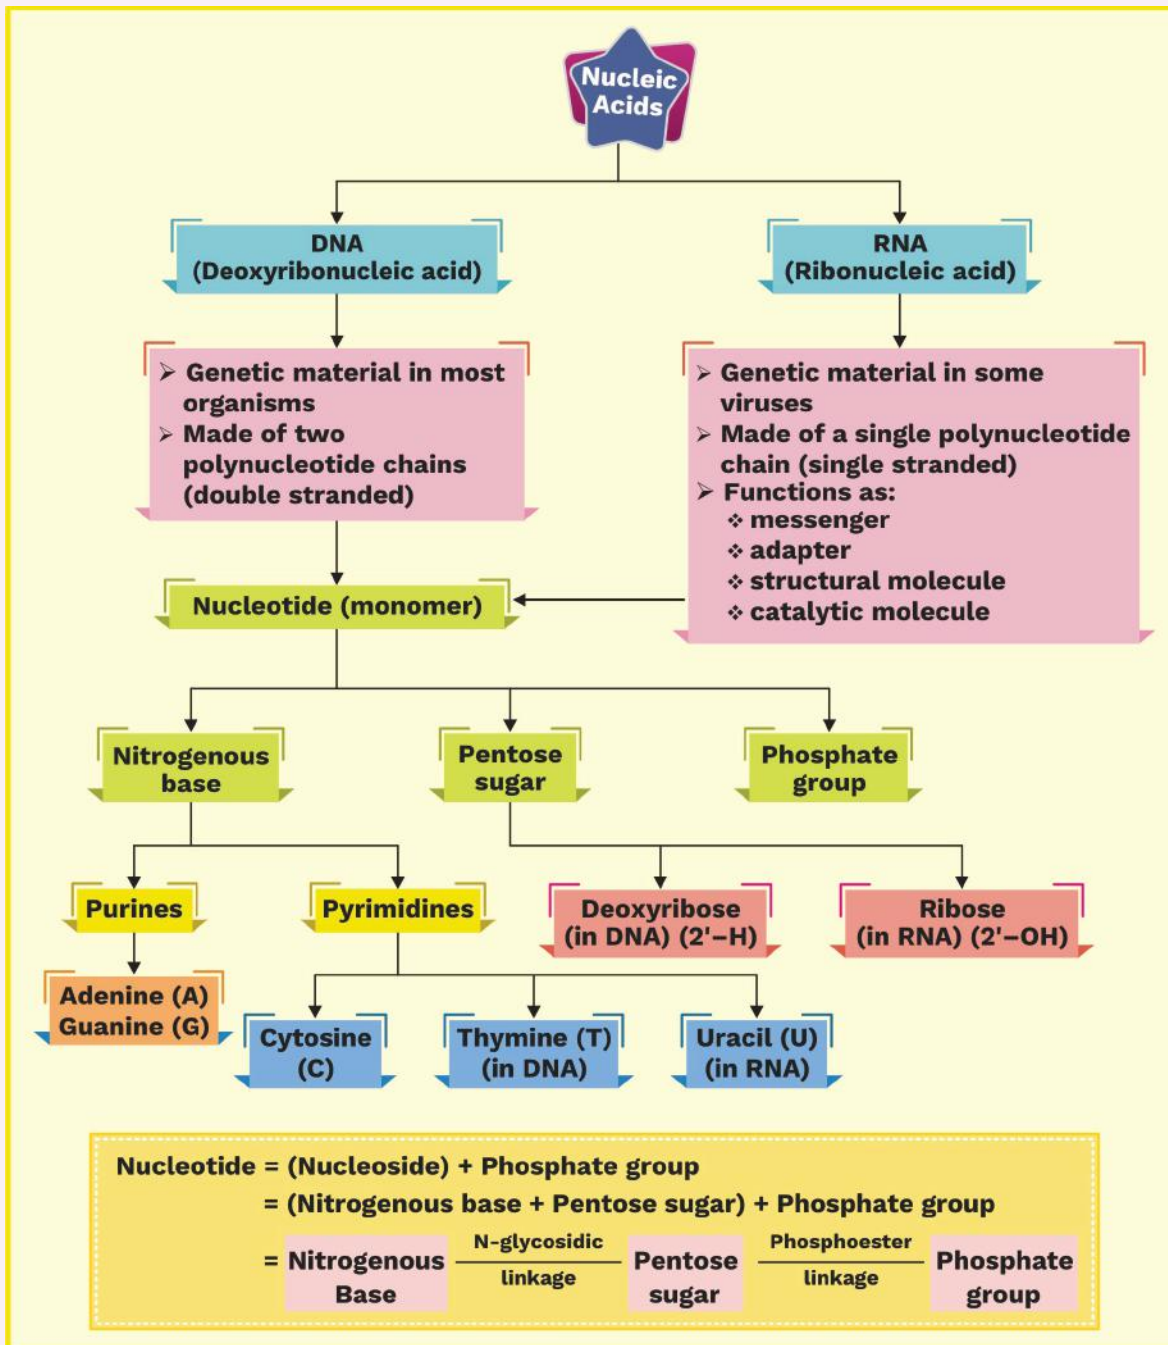 Nucleic
Acids
DNA
(Deoxyribonucleic acid)
RNA
(Ribonucleic acid)
➢ Genetic material in most
organisms
➢ Made of two
polynucleotide chains
(double stranded)
➢ Genetic material in some
viruses
➢ Made of a single polynucleotide
chain (single stranded)
➢ Functions as:
❖ messenger
❖ adapter
❖ structural molecule
❖ catalytic molecule
Nucleotide (monomer)
Nitrogenous
base
Pentose
sugar
Phosphate
group
Purines
Pyrimidines
Deoxyribose
(in DNA) (2'–H)
Ribose
(in RNA) (2'–OH)
Adenine (A)
Guanine (G)
Cytosine
(C)
Thymine (T)
(in DNA)
Uracil (U)
(in RNA)
Nucleotide = (Nucleoside) + Phosphate group
= (Nitrogenous base + Pentose sugar) + Phosphate group
= Nitrogenous
Base
N-glycosidic
linkage
Pentose
sugar
Phosphoester
linkage
Phosphate
group